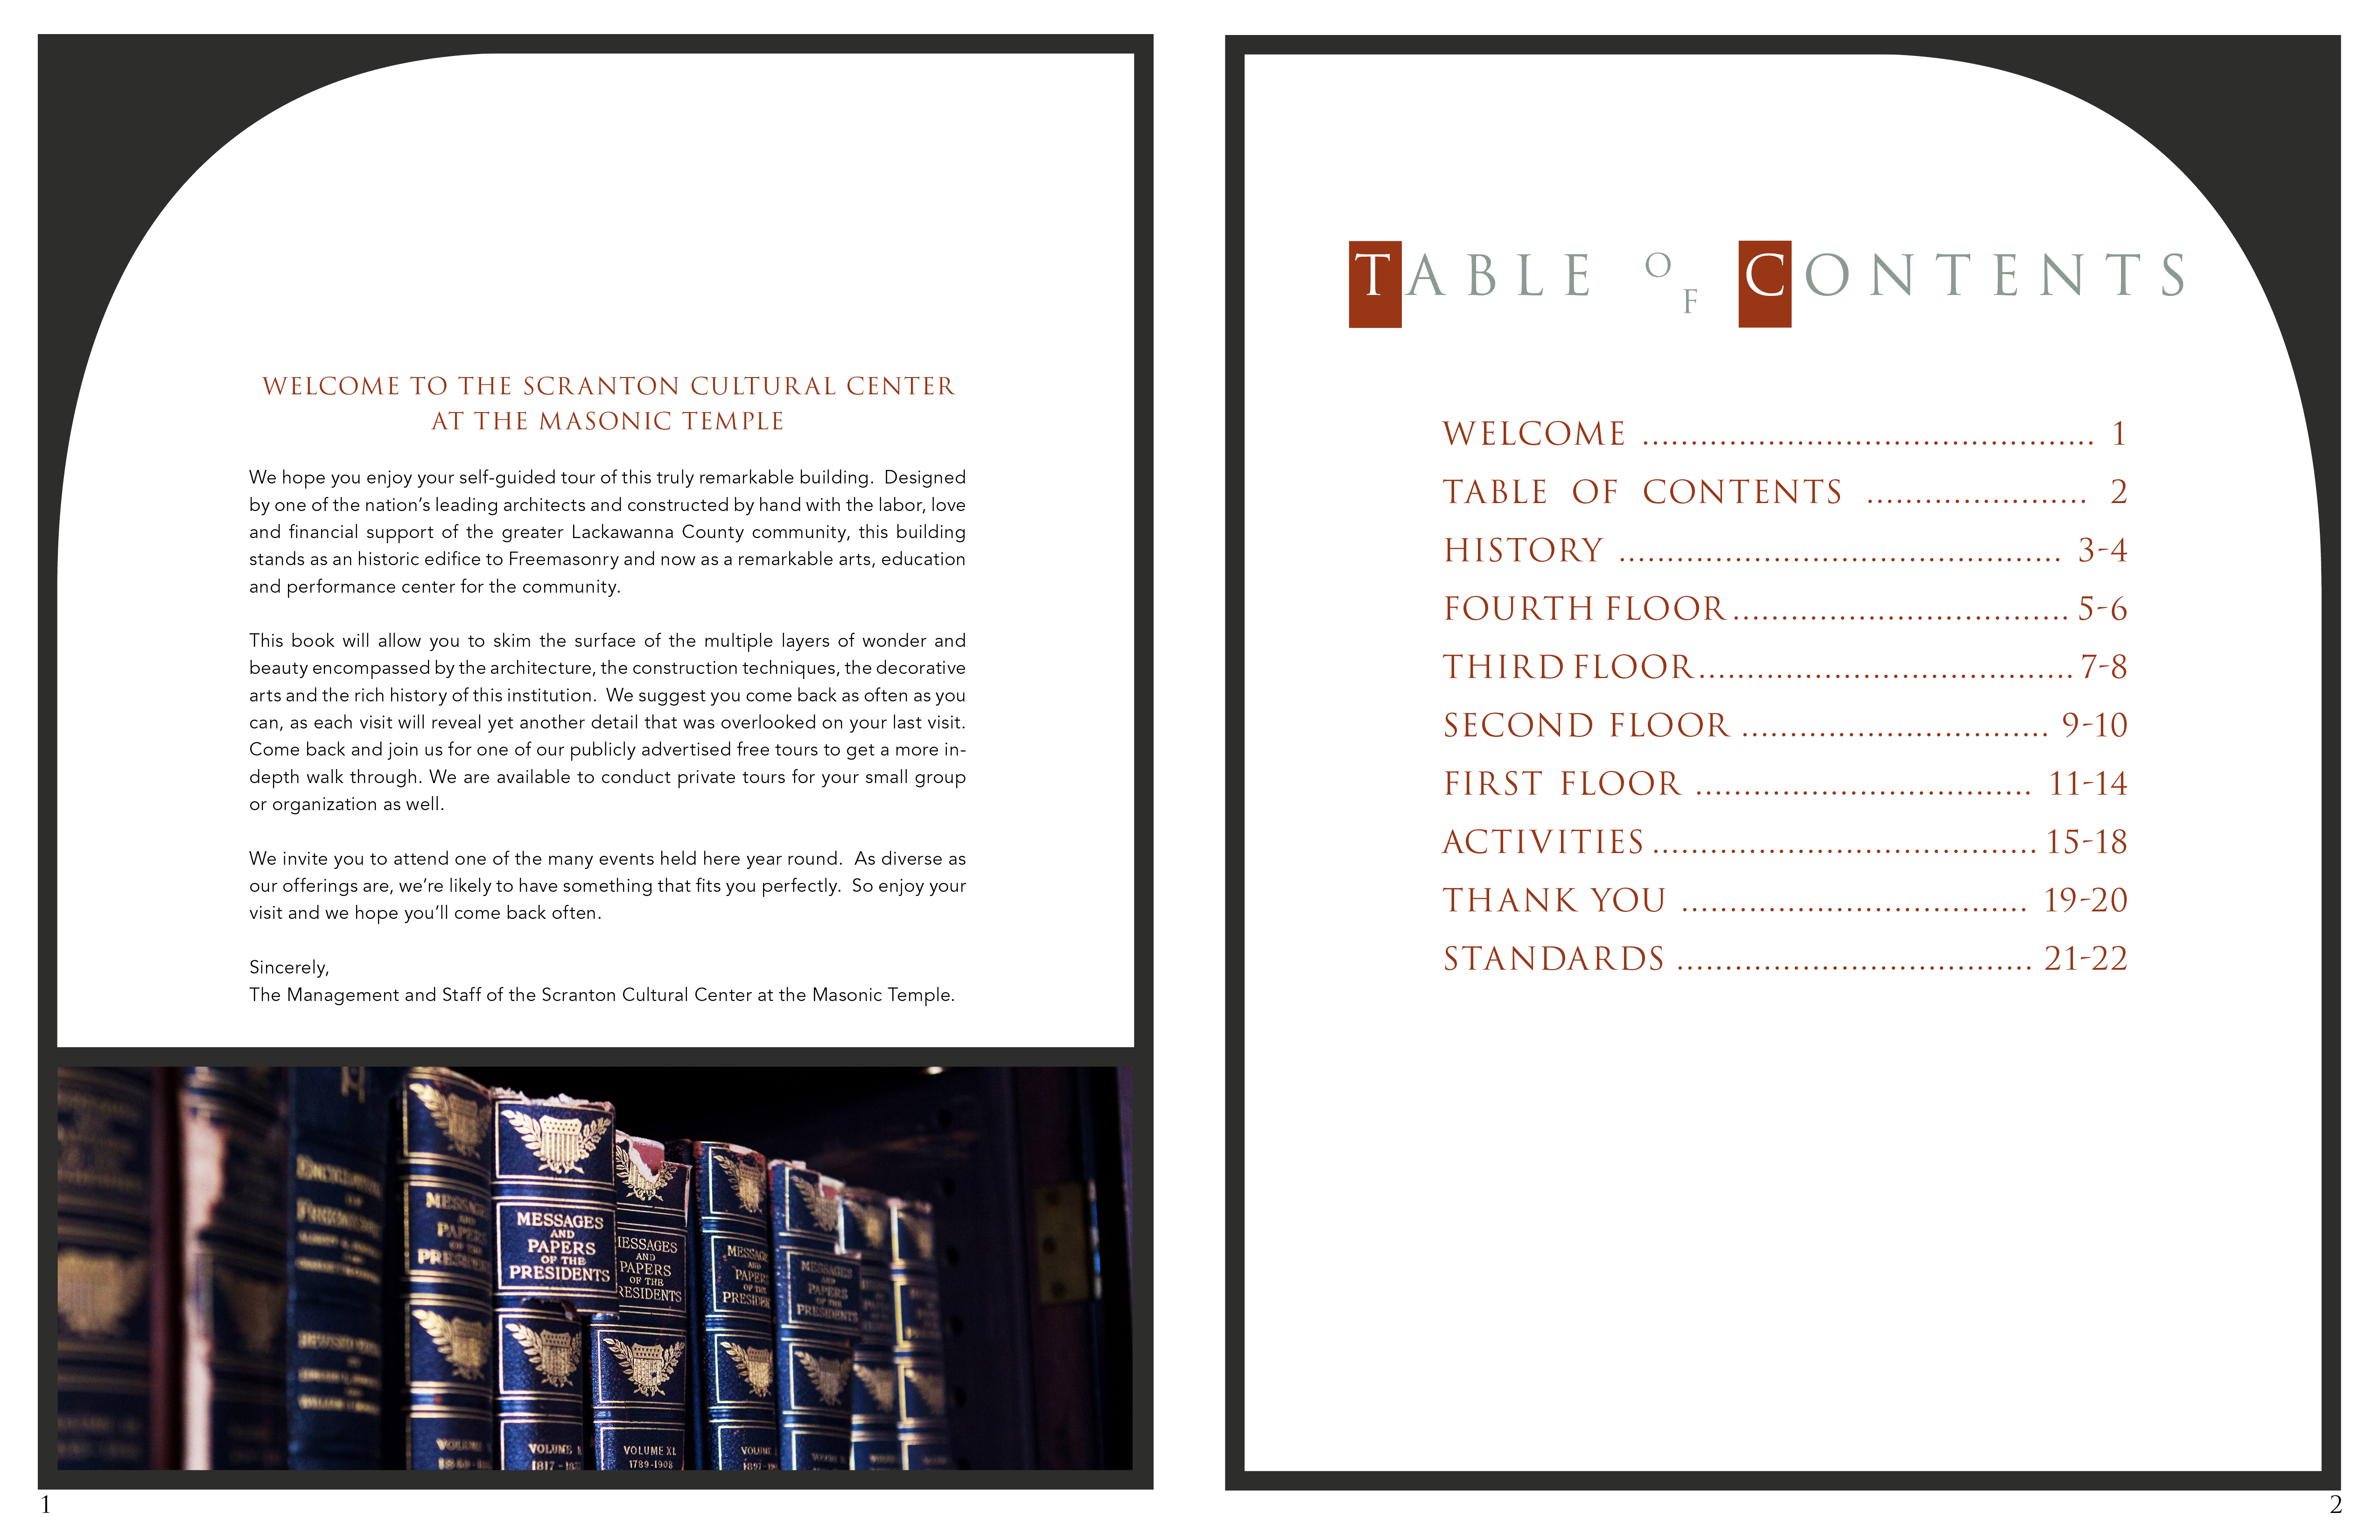 WELCOME TO THE SCRANTON CULTURAL CENTER
AT THE MASONIC TEMPLE
We hope you enjoy your self-guided tour of this truly remarkable building.  Designed
by one of the nation’s leading architects and constructed by hand with the labor, love
and financial support of the greater Lackawanna County community, this building
stands as an historic edifice to Freemasonry and now as a remarkable arts, education
and performance center for the community.
This book will allow you to skim the surface of the multiple layers of wonder and
beauty encompassed by the architecture, the construction techniques, the decorative
arts and the rich history of this institution.  We suggest you come back as often as you
can, as each visit will reveal yet another detail that was overlooked on your last visit.
Come back and join us for one of our publicly advertised free tours to get a more in-
depth walk through. We are available to conduct private tours for your small group
or organization as well.
We invite you to attend one of the many events held here year round.  As diverse as
our offerings are, we’re likely to have something that fits you perfectly.  So enjoy your
visit and we hope you’ll come back often.
Sincerely,
The Management and Staff of the Scranton Cultural Center at the Masonic Temple.
MESSAGES
AND
PAPERS
OF THE
PRESIDENTS
VOLUME
AND
PAPERS
OF THE
VOLUME XL
1789-1908
MESSAGES
AND
PAPERS
OF THE
PRESIDENTS
1
TABLE OF CONTENTS
WELCOME ............................................... 1
TABLE OF CONTENTS ....................... 2
HISTORY .............................................. 3-4
FOURTH FLOOR................................... 5-6
THIRD FLOOR....................................... 7-8
SECOND FLOOR ................................ 9-10
FIRST FLOOR ................................... 11-14
ACTIVITIES ........................................ 15-18
THANK YOU .................................... 19-20
STANDARDS ..................................... 21-22
2